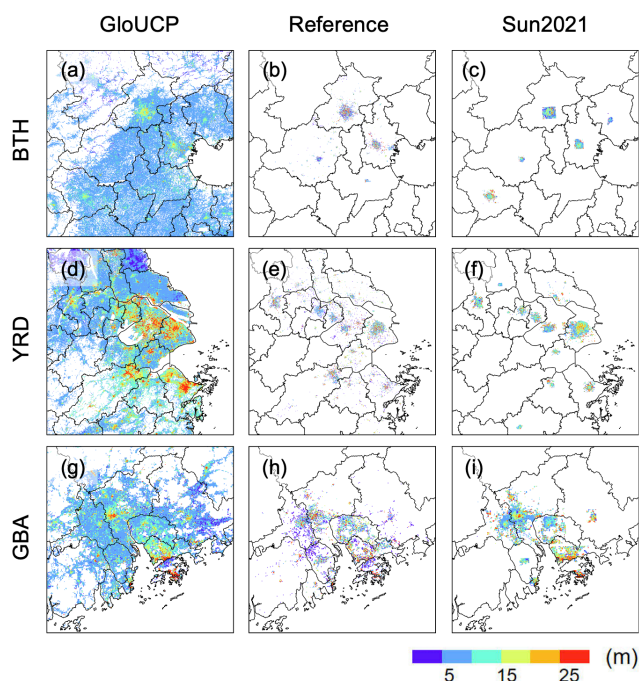 GloUCP Reference Sun2021
BTH (a) (b) (c)
YRD (d) (e) (f)
GBA (g) (h) (i)
5 15 25 (m)